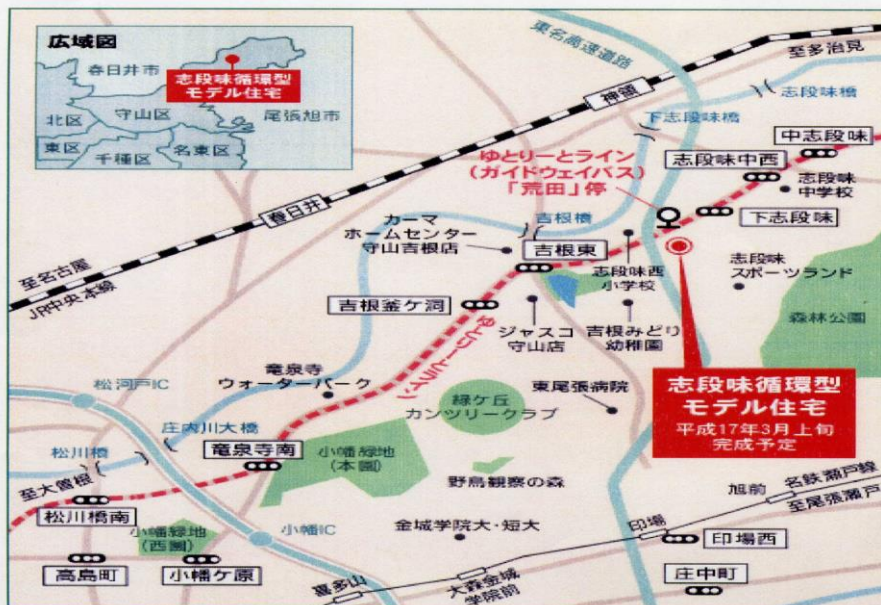 広域図
春日井市
志段味循環型
モデル住宅
北区
守山区
尾張旭市
東区
千種区
名東区
東名高速道路
至多治見
神領
志段味橋
下志段味橋
中志段味
志段味中西
志段味
中学校
ゆとりーとライン
(ガイドウェイバス)
「荒田」停
下志段味
春日井
カーマ
ホームセンター
守山吉根店
吉根橋
吉根東
志段味西
小学校
志段味
スポーツランド
至名古屋
JR中央本線
吉根釜ケ洞
ゆとりーとライン
ジャスコ
守山店
吉根みどり
幼稚園
森林公園
竜泉寺
ウォーターパーク
松河戸IC
緑ケ丘
カンツリークラブ
東尾張病院
志段味循環型
モデル住宅
平成17年3月上旬
完成予定
庄内川大橋
松川橋
竜泉寺南
小幡緑地
(本園)
野鳥観察の森
至大曽根
松川橋南
小幡緑地
(西園)
小幡IC
金城学院大・短大
旭前
名鉄瀬戸線
至尾張瀬戸
印場
印場西
高島町
小幡ケ原
喜多山
大森金城
学院前
庄中町